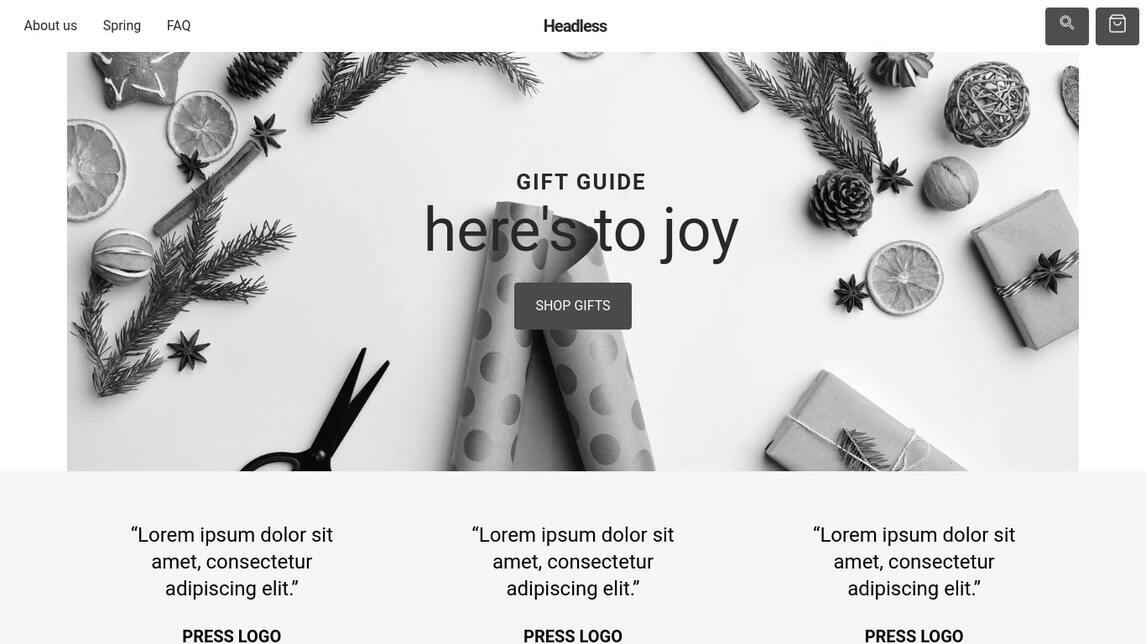 About us
Spring
FAQ
Headless
GIFT GUIDE
here's to joy
SHOP GIFTS
“Lorem ipsum dolor sit
amet, consectetur
adipiscing elit.”
PRESS LOGO
“Lorem ipsum dolor sit
amet, consectetur
adipiscing elit.”
PRESS LOGO
“Lorem ipsum dolor sit
amet, consectetur
adipiscing elit.”
PRESS LOGO